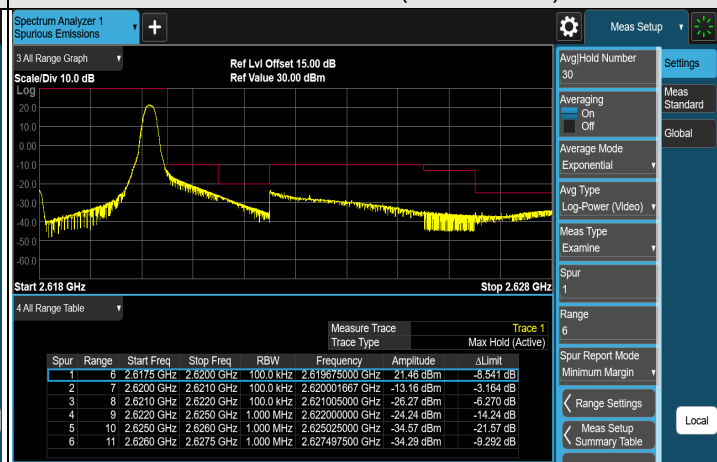 Spectrum Analyzer 1
Spurious Emissions
+
Meas Setup
3 All Range Graph
Scale/Div 10.0 dB
Ref Lvl Offset 15.00 dB
Ref Value 30.00 dBm
Log
20.0
10.0
0.00
-10.0
-20.0
-30.0
-40.0
-50.0
-60.0
Start 2.618 GHz
Stop 2.628 GHz
4 All Range Table
Measure Trace Trace 1
Trace Type Max Hold (Active)
Spur Range Start Freq Stop Freq RBW Frequency Amplitude ΔLimit
1 6 2.6175 GHz 2.6200 GHz 100.0 kHz 2.619675000 GHz 21.46 dBm -8.541 dB
2 7 2.6200 GHz 2.6210 GHz 100.0 kHz 2.620001667 GHz -13.16 dBm -3.164 dB
3 8 2.6210 GHz 2.6220 GHz 100.0 kHz 2.621005000 GHz -26.27 dBm -6.270 dB
4 9 2.6220 GHz 2.6250 GHz 1.000 MHz 2.622000000 GHz -24.24 dBm -14.24 dB
5 10 2.6250 GHz 2.6260 GHz 1.000 MHz 2.625025000 GHz -34.57 dBm -21.57 dB
6 11 2.6260 GHz 2.6275 GHz 1.000 MHz 2.627497500 GHz -34.29 dBm -9.292 dB
Avg|Hold Number
30
Averaging
On
Off
Average Mode
Exponential
Avg Type
Log-Power (Video)
Meas Type
Examine
Spur
1
Range
6
Spur Report Mode
Minimum Margin
Range Settings
Meas Setup
Summary Table
Settings
Meas
Standard
Global
Local